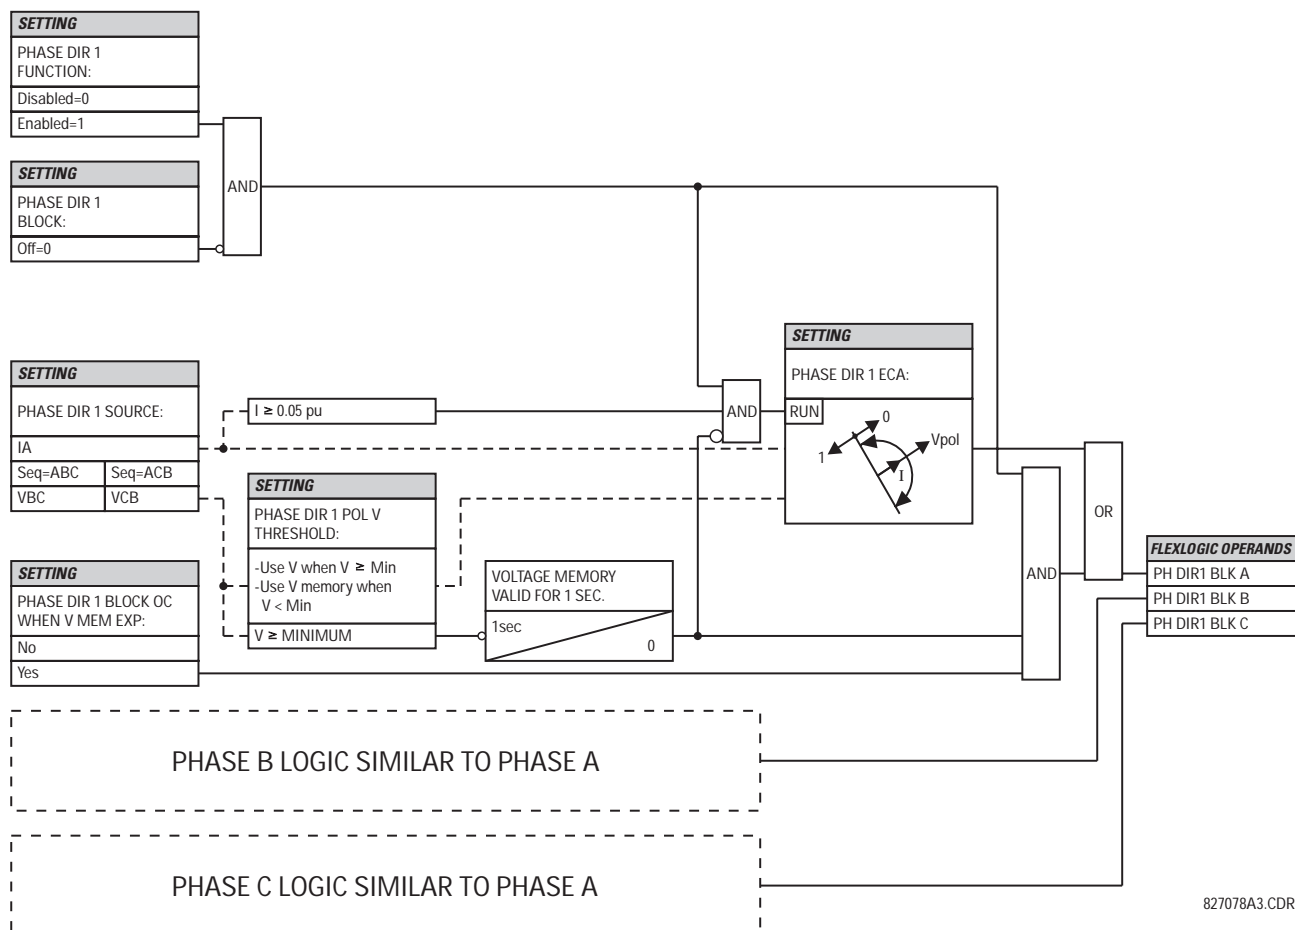 SETTING
PHASE DIR 1
FUNCTION:
Disabled=0
Enabled=1
SETTING
PHASE DIR 1
BLOCK:
Off=0
AND
SETTING
PHASE DIR 1 SOURCE:
IA
Seq=ABC Seq=ACB
VBC VCB
I ≥ 0.05 pu
SETTING
PHASE DIR 1 POL V
THRESHOLD:
-Use V when V ≥ Min
-Use V memory when
V < Min
V ≥ MINIMUM
SETTING
PHASE DIR 1 BLOCK OC
WHEN V MEM EXP:
No
Yes
VOLTAGE MEMORY
VALID FOR 1 SEC.
1sec
0
AND
SETTING
PHASE DIR 1 ECA:
RUN
0
1
Vpol
I
AND
OR
FLEXLOGIC OPERANDS
PH DIR1 BLK A
PH DIR1 BLK B
PH DIR1 BLK C
PHASE B LOGIC SIMILAR TO PHASE A
PHASE C LOGIC SIMILAR TO PHASE A
827078A3.CDR